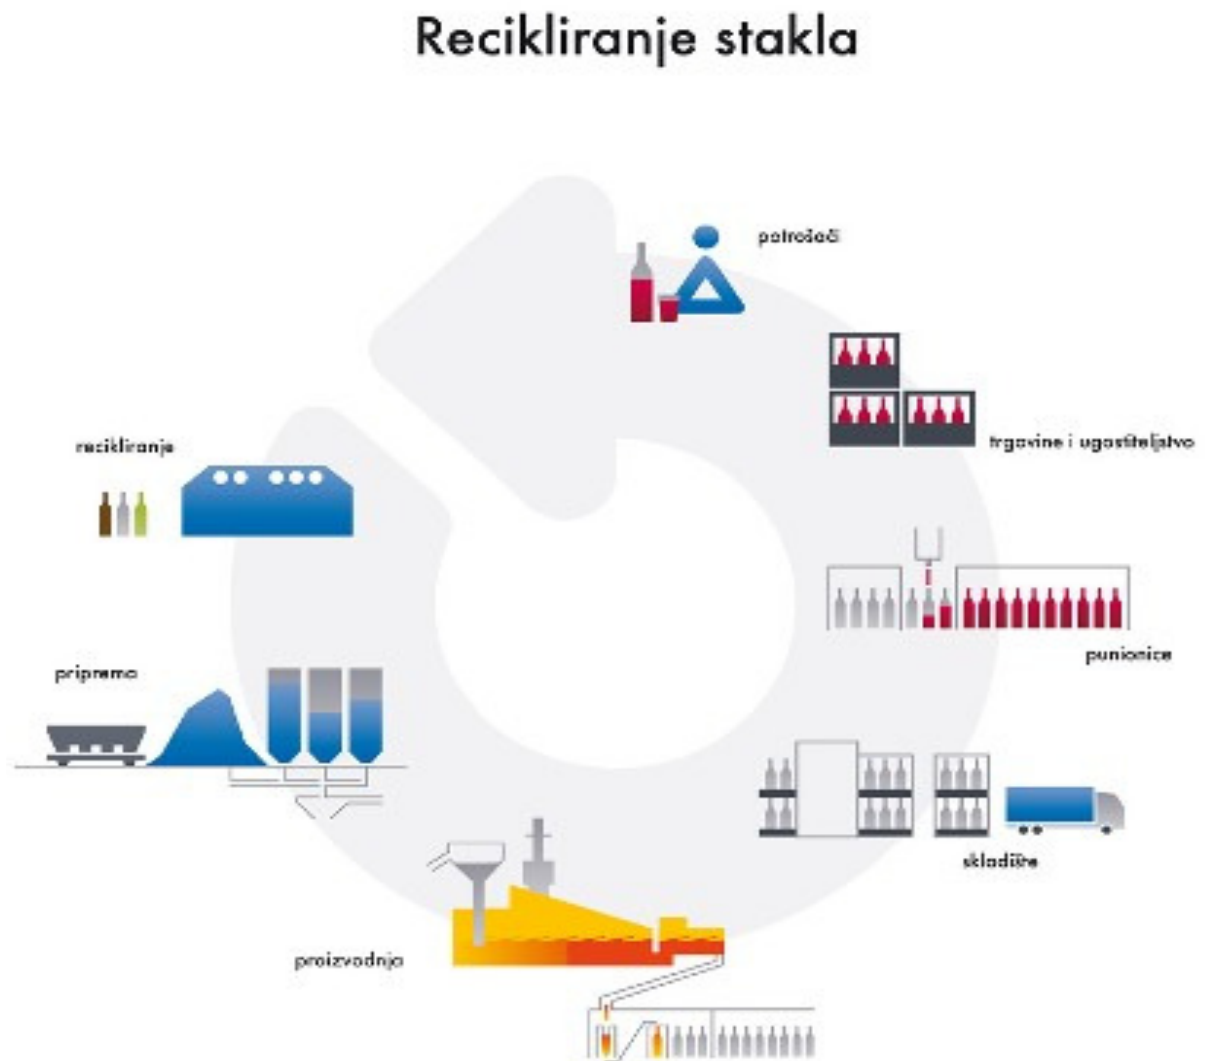 Recikliranje stakla
potrošači
trgovine i ugostiteljstvo
recikliranje
punionice
priprema
skladište
proizvodnja